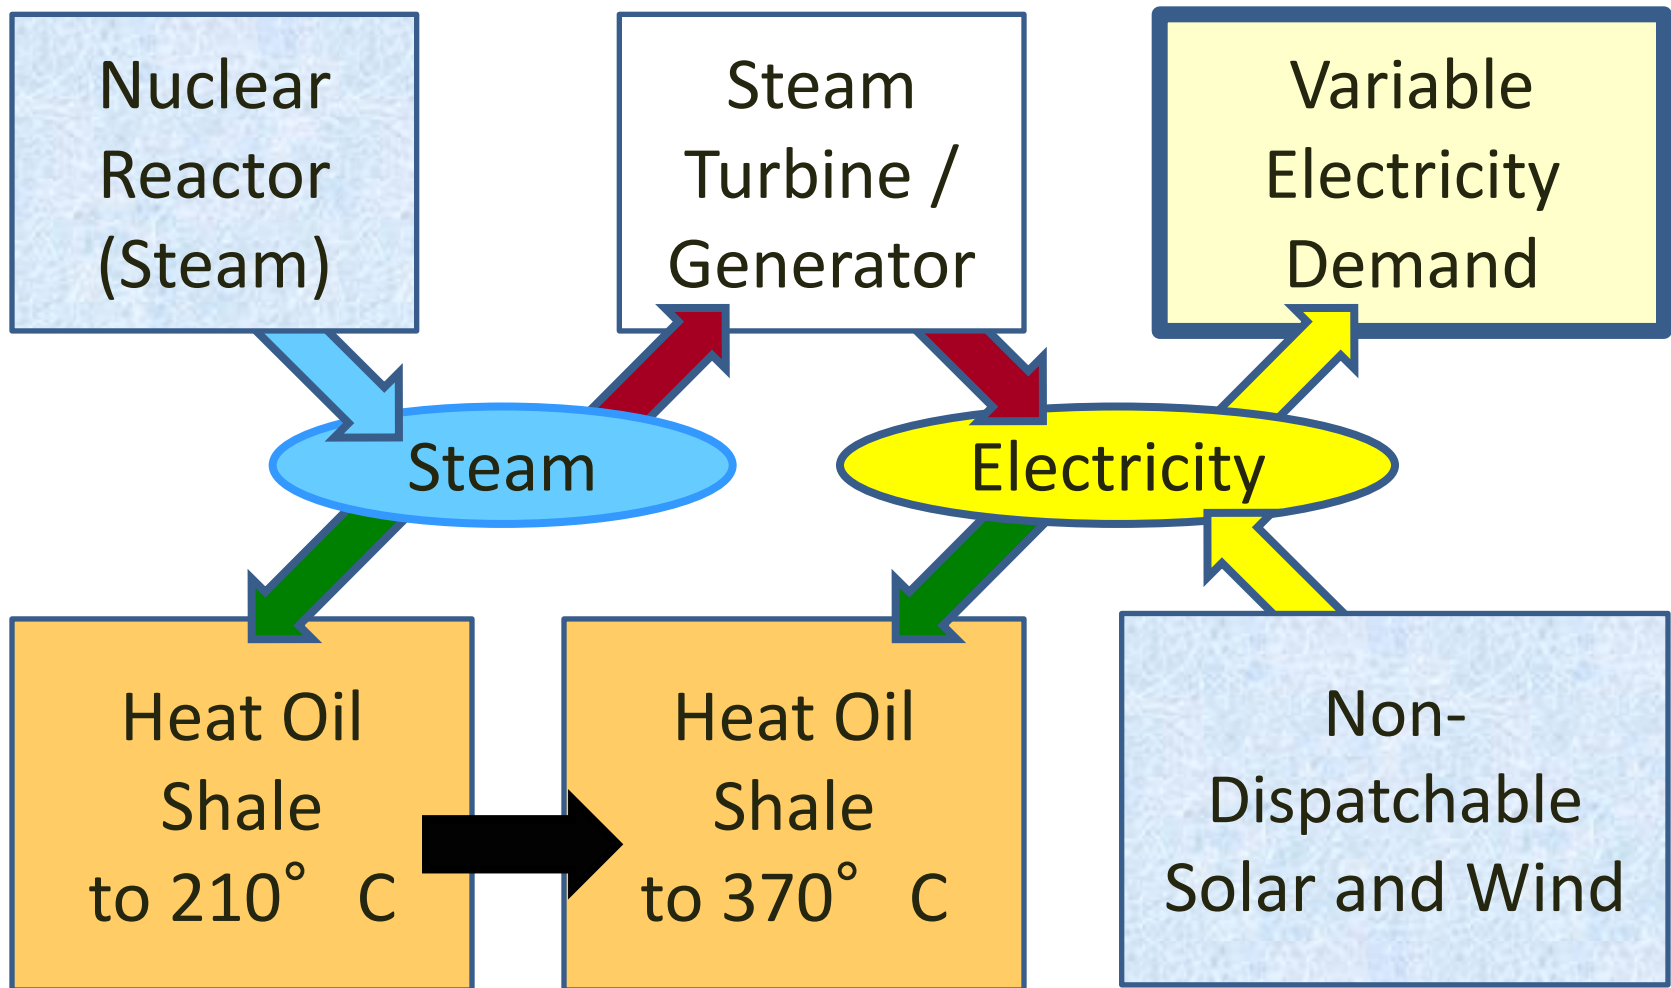 Nuclear
Reactor
(Steam)
Steam
Turbine /
Generator
Variable
Electricity
Demand
Steam
Electricity
Heat Oil
Shale
to 210° C
Heat Oil
Shale
to 370° C
Non-
Dispatchable
Solar and Wind